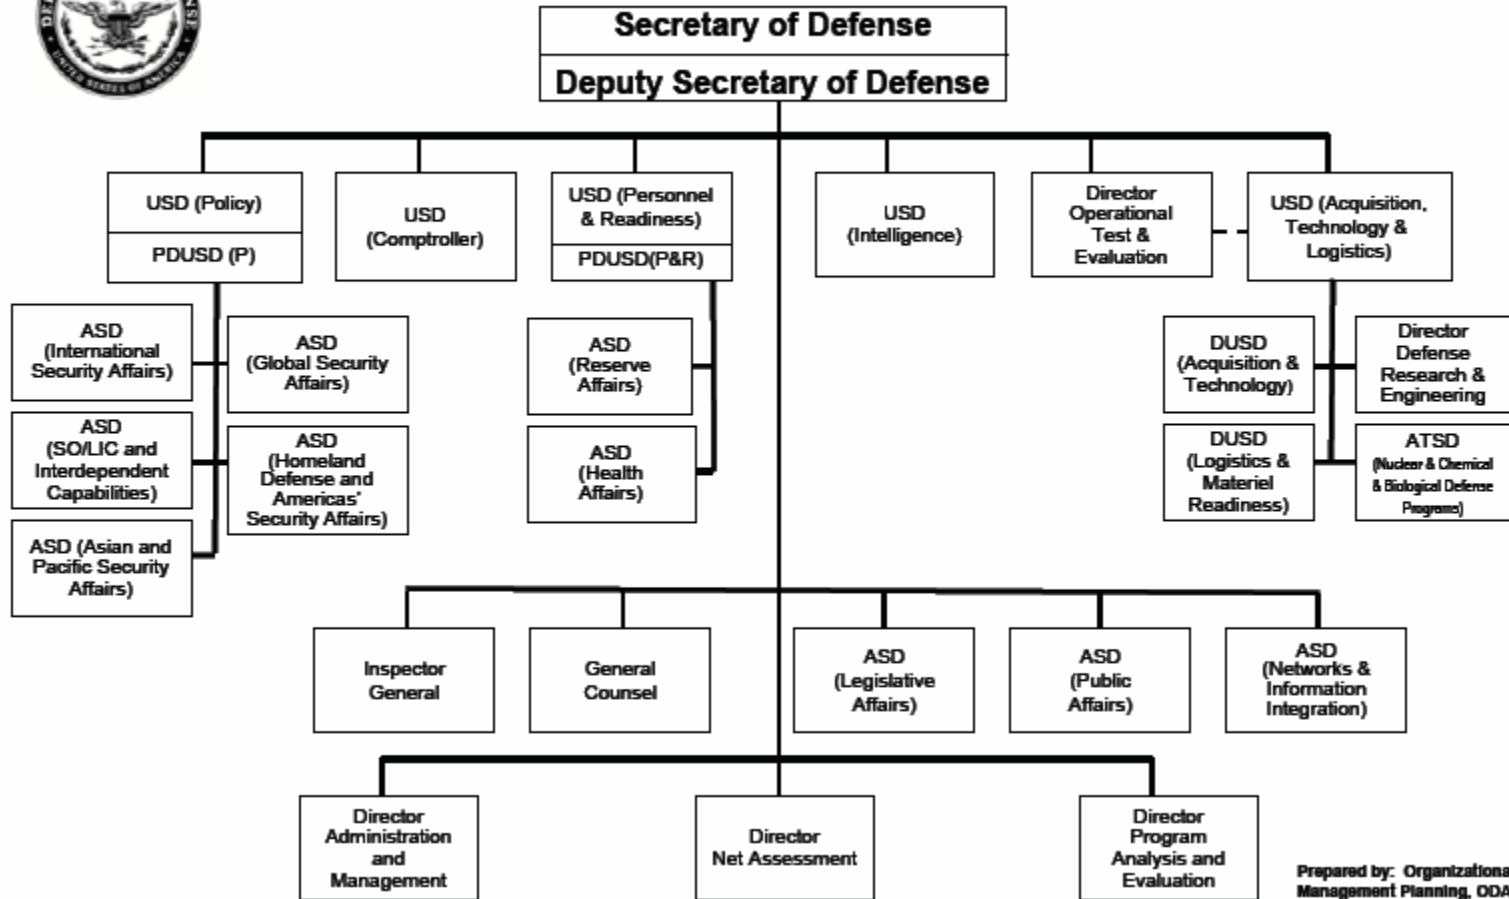 UNITED STATES OF AMERICA
Secretary of Defense
Deputy Secretary of Defense
USD (Policy)
PDUSD (P)
USD
(Comptroller)
USD (Personnel
& Readiness)
PDUSD(P&R)
USD
(Intelligence)
Director
Operational
Test &
Evaluation
USD (Acquisition,
Technology &
Logistics)
ASD
(International
Security Affairs)
ASD
(Global Security
Affairs)
ASD
(SO/LIC and
Interdependent
Capabilities)
ASD
(Homeland
Defense and
Americas'
Security Affairs)
ASD (Asian and
Pacific Security
Affairs)
ASD
(Reserve
Affairs)
ASD
(Health
Affairs)
DUSD
(Acquisition &
Technology)
Director
Defense
Research &
Engineering
DUSD
(Logistics &
Materiel
Readiness)
ATSD
(Nuclear & Chemical
& Biological Defense
Programs)
Inspector
General
General
Counsel
ASD
(Legislative
Affairs)
ASD
(Public
Affairs)
ASD
(Networks &
Information
Integration)
Director
Administration
and
Management
Director
Net Assessment
Director
Program
Analysis and
Evaluation
Prepared by: Organizationa
Management Planning, ODA